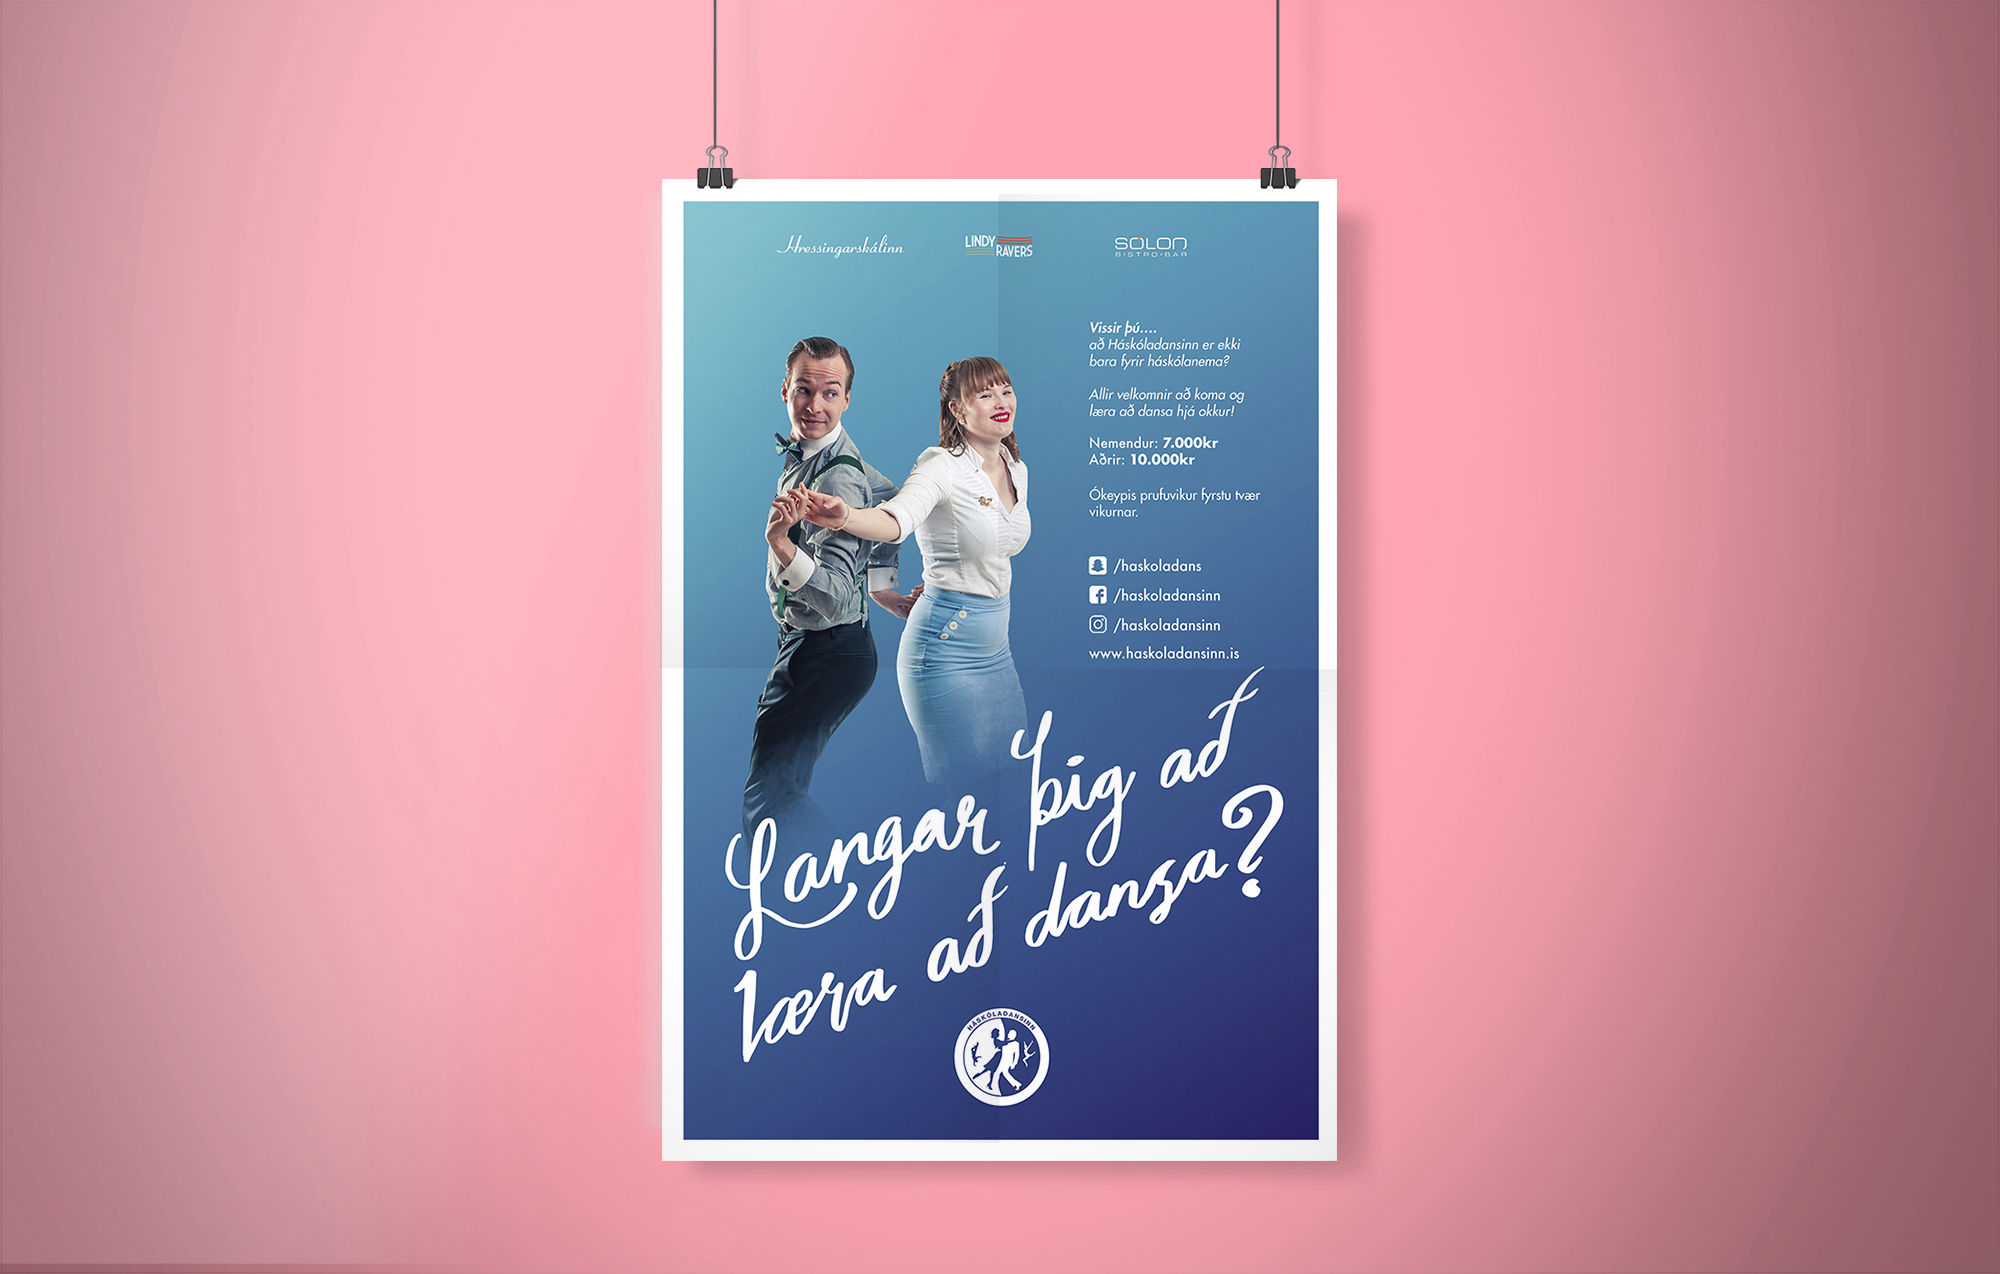 Hressingarskálinn
LINDY
RAVERS
SÓLON
BISTRO•BAR
Vissir þú....
að Háskóladansinn er ekki
bara fyrir háskólanema?
Allir velkomnir að koma og
læra að dansa hjá okkur!
Nemendur: 7.000kr
Aðrir: 10.000kr
Ókeypis prufuvikur fyrstu tvær
vikurnar.
/haskoladans
/haskoladansinn
/haskoladansinn
www.haskoladansinn.is
Langar þig að
læra að dansa?
HÁSKÓLADANSINN